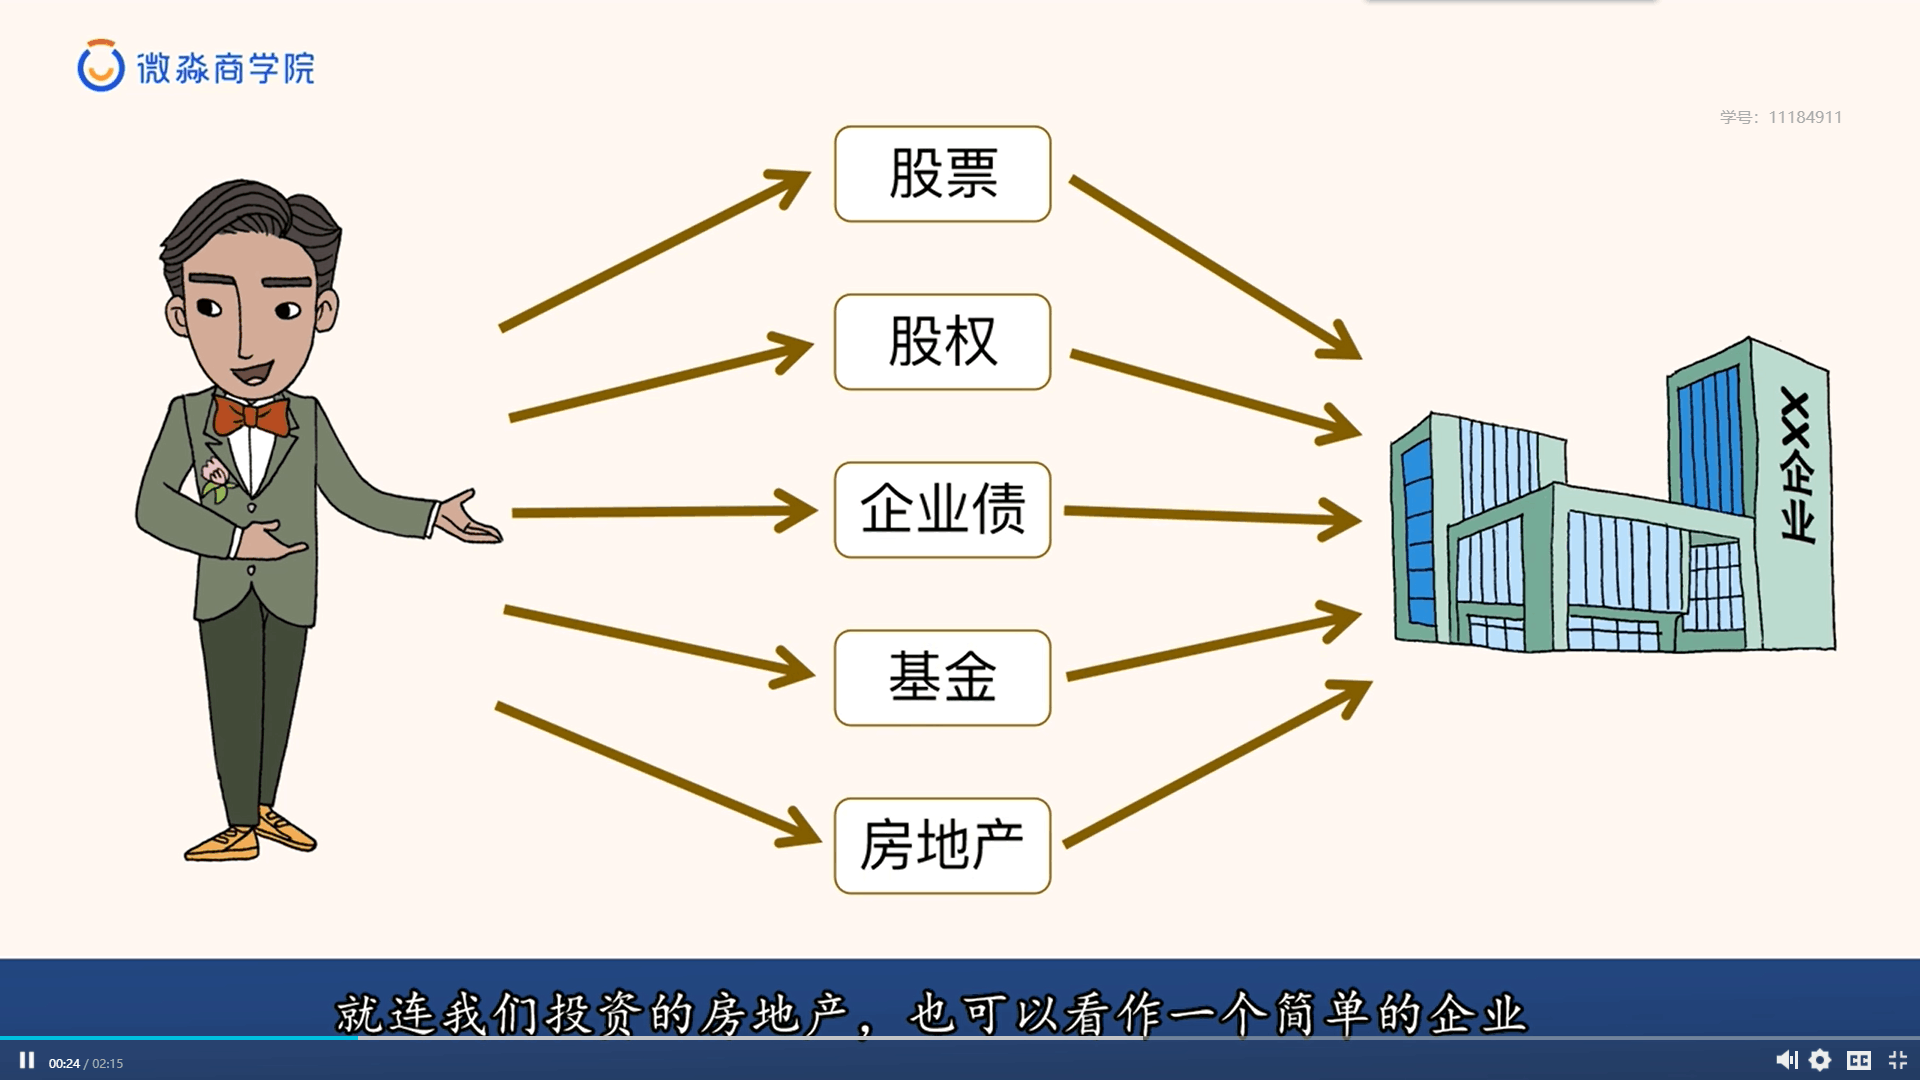 微淼商学院
学号：11184911
股票
股权
企业债
基金
房地产
XX企业
就连我们投资的房地产，也可以看作一个简单的企业
00:24 / 02:15
CC